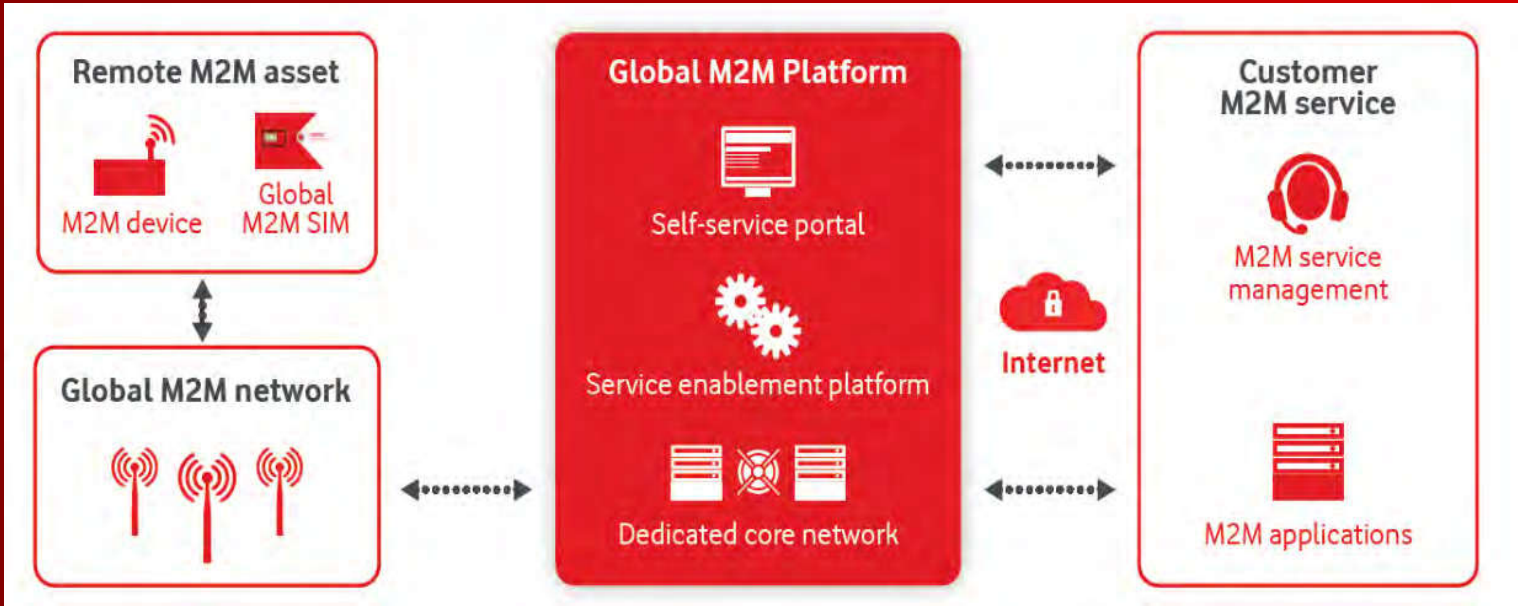 Remote M2M asset
M2M device
Global
M2M SIM
Global M2M network
Global M2M Platform
Self-service portal
Service enablement platform
Dedicated core network
Internet
Customer
M2M service
M2M service
management
M2M applications